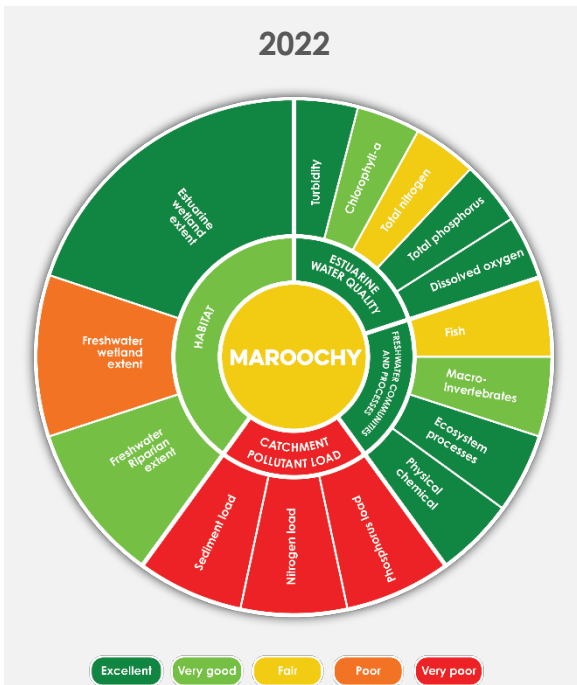 2022
Turbidity
Chlorophyll-a
Total nitrogen
Total phosphorus
Dissolved oxygen
Fish
Macro-
invertebrates
Ecosystem
processes
Physical
chemical
Phosphorus load
Nitrogen load
Sediment load
Freshwater
Riparian
extent
Freshwater
wetland
extent
Estuarine
wetland
extent
ESTUARINE
WATER QUALITY
FRESHWATER COMMUNITIES
AND PROCESSES
CATCHMENT
POLLUTANT LOAD
HABITAT
MAROOCHY
Excellent
Very good
Fair
Poor
Very poor